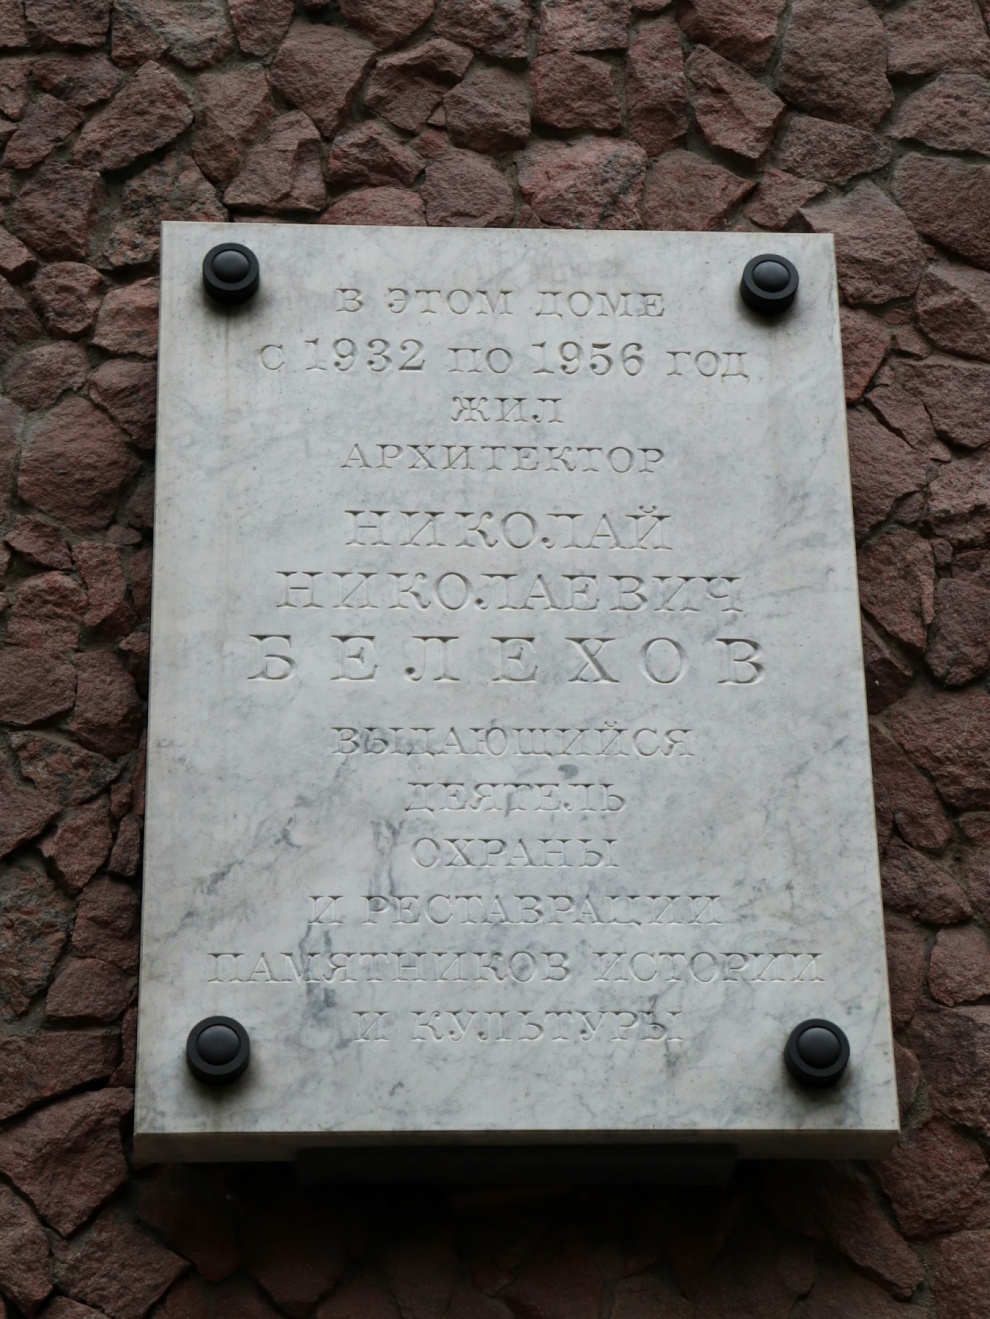 В ЭТОМ ДОМЕ
С 1932 ПО 1956 ГОД
ЖИЛ
АРХИТЕКТОР
НИКОЛАЙ
НИКОЛАЕВИЧ
БЕЛЕХОВ
ВЫДАЮЩИЙСЯ
ДЕЯТЕЛЬ
ОХРАНЫ
И РЕСТАВРАЦИИ
ПАМЯТНИКОВ ИСТОРИИ
И КУЛЬТУРЫ